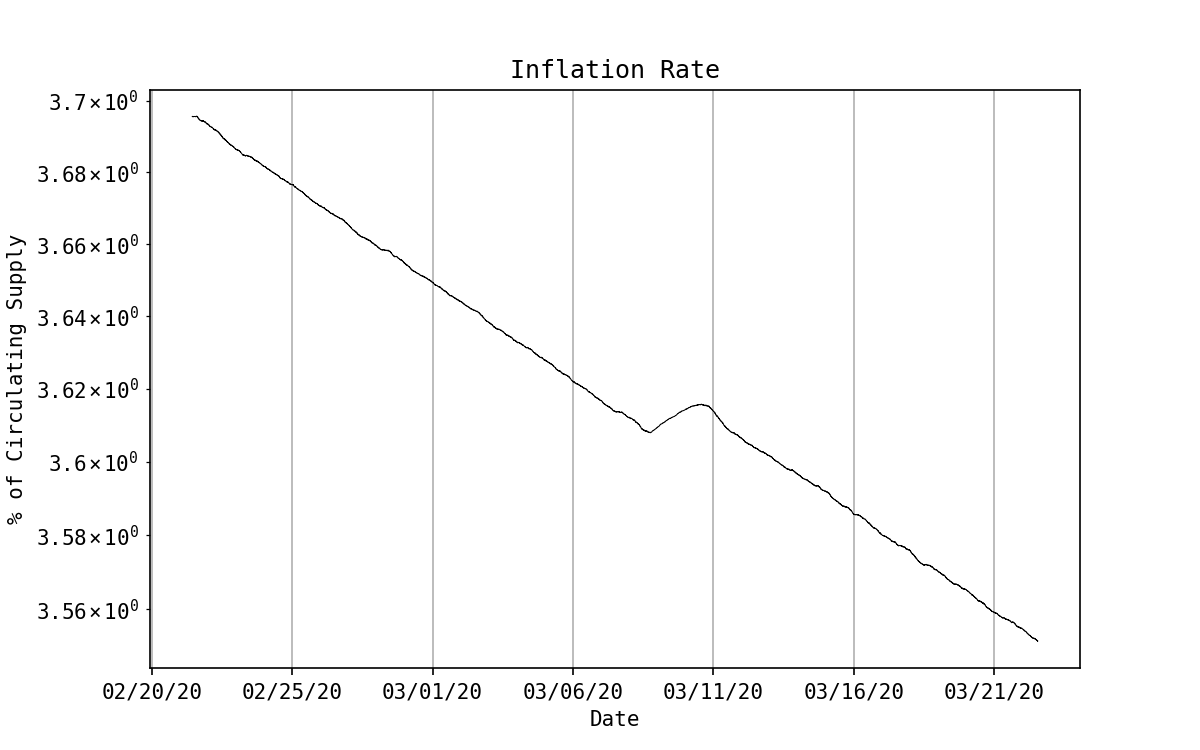 Inflation Rate
% of Circulating Supply
3.7×10⁰
3.68×10⁰
3.66×10⁰
3.64×10⁰
3.62×10⁰
3.6×10⁰
3.58×10⁰
3.56×10⁰
02/20/20 02/25/20 03/01/20 03/06/20 03/11/20 03/16/20 03/21/20
Date